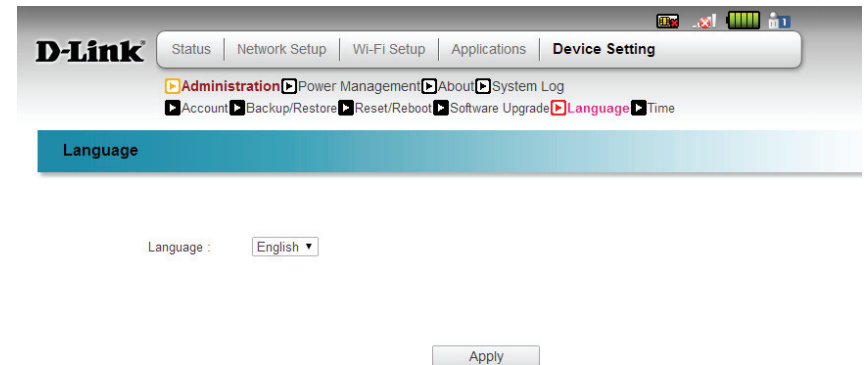 1
D-Link Status Network Setup Wi-Fi Setup Applications Device Setting
Administration Power Management About System Log
Account Backup/Restore Reset/Reboot Software Upgrade Language Time
Language
Language : English
Apply